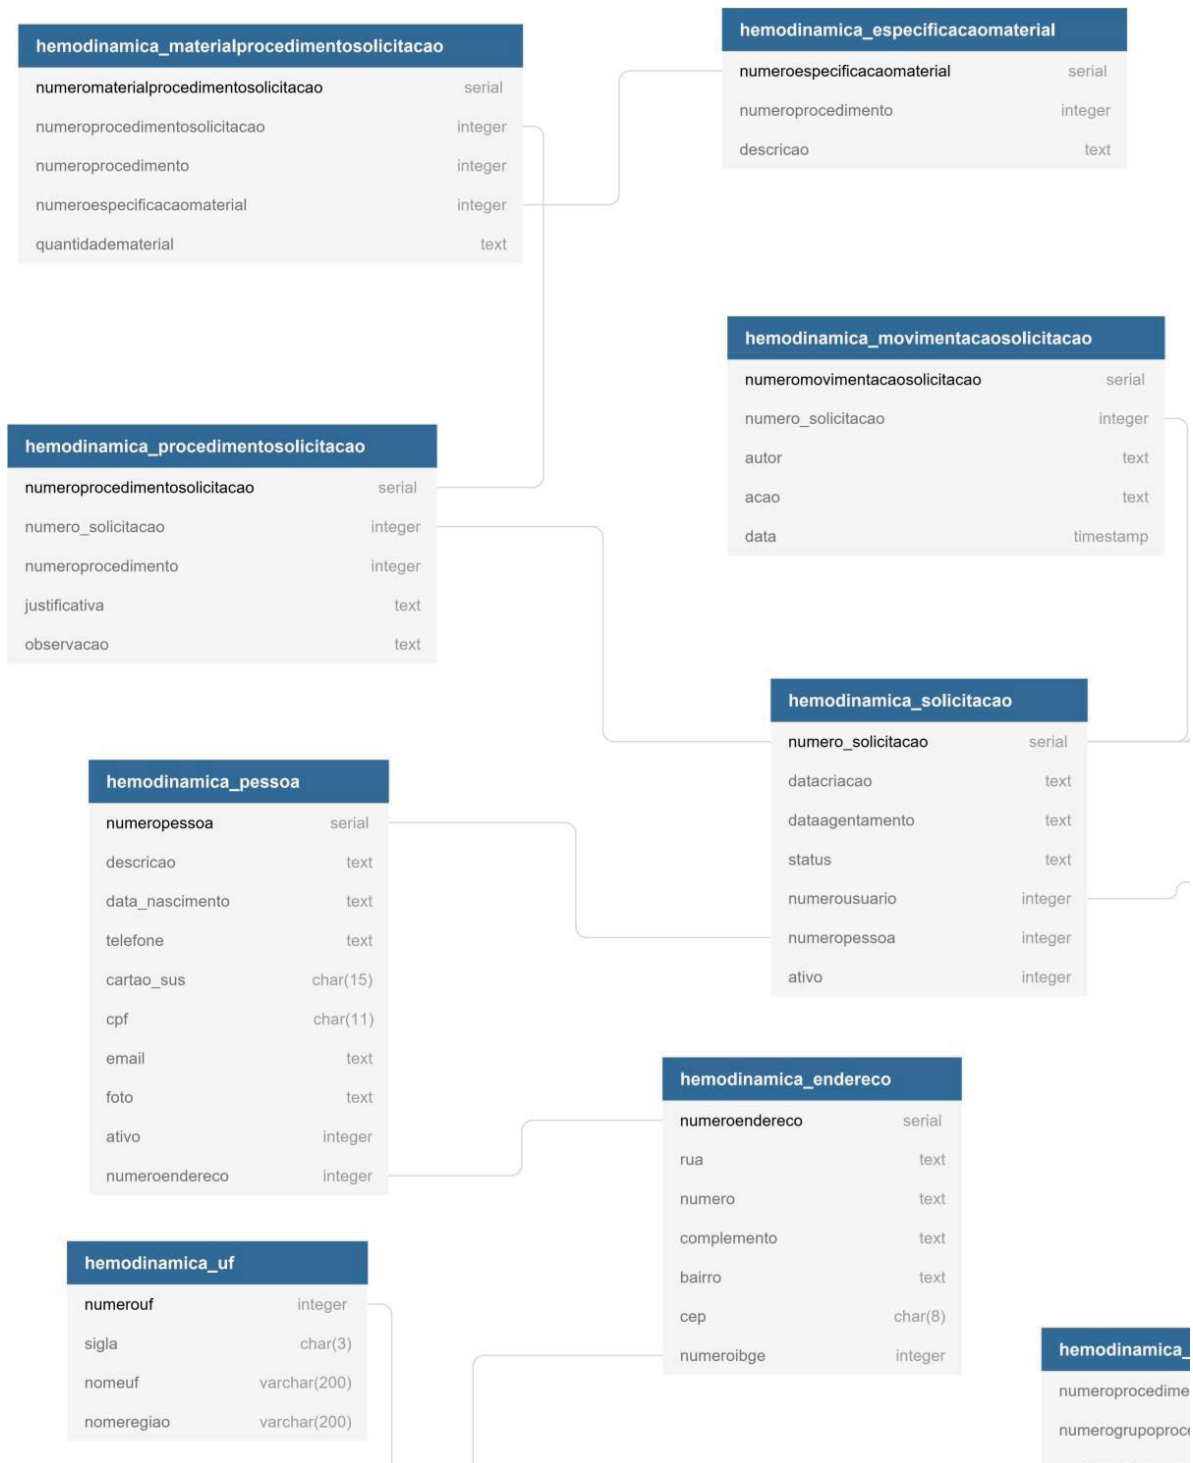 hemodinamica_materialprocedimentosolicitacao
numeromaterialprocedimentosolicitacao serial
numeroprocedimentosolicitacao integer
numeroprocedimento integer
numeroespecificacaomaterial integer
quantidadematerial text
hemodinamica_especificacaomaterial
numeroespecificacaomaterial serial
numeroprocedimento integer
descricao text
hemodinamica_movimentacaosolicitacao
numeromovimentacaosolicitacao serial
numero_solicitacao integer
autor text
acao text
data timestamp
hemodinamica_procedimentosolicitacao
numeroprocedimentosolicitacao serial
numero_solicitacao integer
numeroprocedimento integer
justificativa text
observacao text
hemodinamica_solicitacao
numero_solicitacao serial
datacriacao text
dataagentamento text
status text
numerousuario integer
numeropessoa integer
ativo integer
hemodinamica_pessoa
numeropessoa serial
descricao text
data_nascimento text
telefone text
cartao_sus char(15)
cpf char(11)
email text
foto text
ativo integer
numeroendereco integer
hemodinamica_endereco
numeroendereco serial
rua text
numero text
complemento text
bairro text
cep char(8)
numeroibge integer
hemodinamica_uf
numerouf integer
sigla char(3)
nomeuf varchar(200)
nomeregiao varchar(200)
hemodinamica_
numeroprocedime
numerogrupoproce